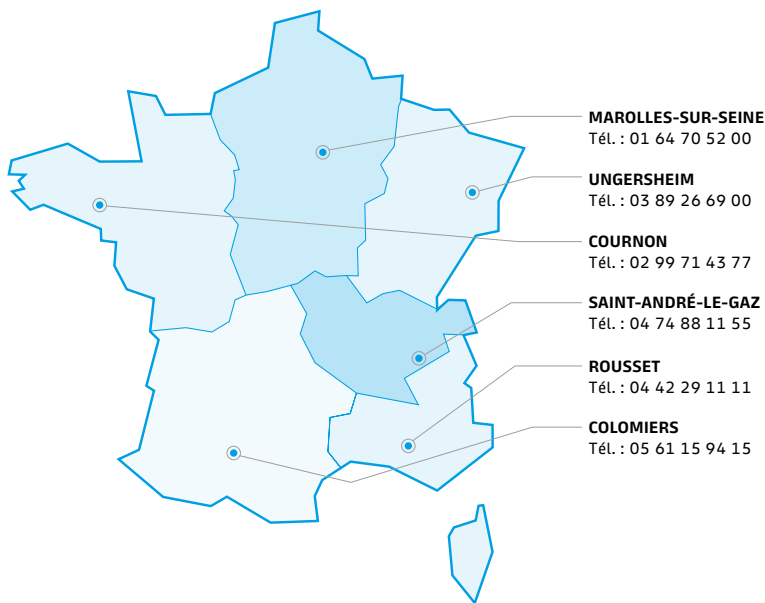 MAROLLES-SUR-SEINE
Tél. : 01 64 70 52 00
UNGERSHEIM
Tél. : 03 89 26 69 00
COURNON
Tél. : 02 99 71 43 77
SAINT-ANDRÉ-LE-GAZ
Tél. : 04 74 88 11 55
ROUSSET
Tél. : 04 42 29 11 11
COLOMIERS
Tél. : 05 61 15 94 15